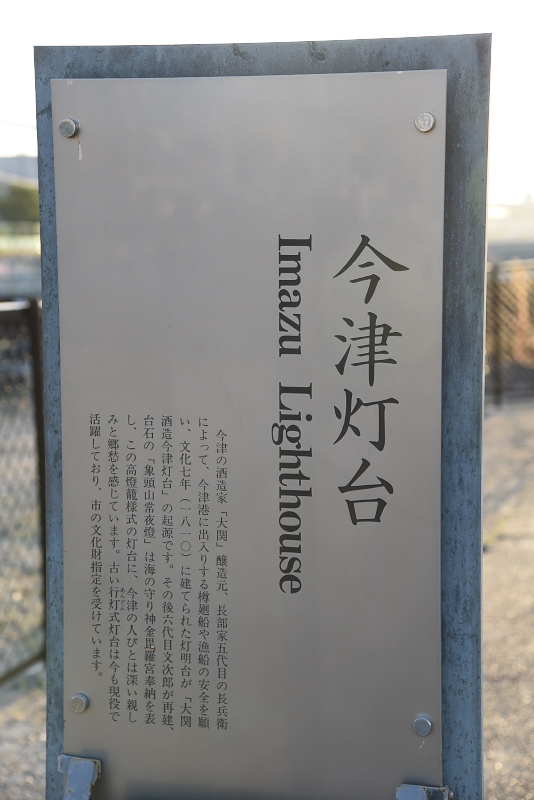 今津灯台
Imazu Lighthouse
今津の酒造家「大関」醸造元、長部家五代目の長兵衛
によって、今津港に出入りする樽廻船や漁船の安全を願
い、文化七年（一八一〇）に建てられた灯明台が「大関
酒造今津灯台」の起源です。その後六代目文次郎が再建、
台石の「象頭山常夜燈」は海の守り神金毘羅宮奉納を表
し、この高燈籠様式の灯台に、今津の人びとは深い親し
みと郷愁を感じています。古い行灯式灯台は今も現役で
活躍しており、市の文化財指定を受けています。